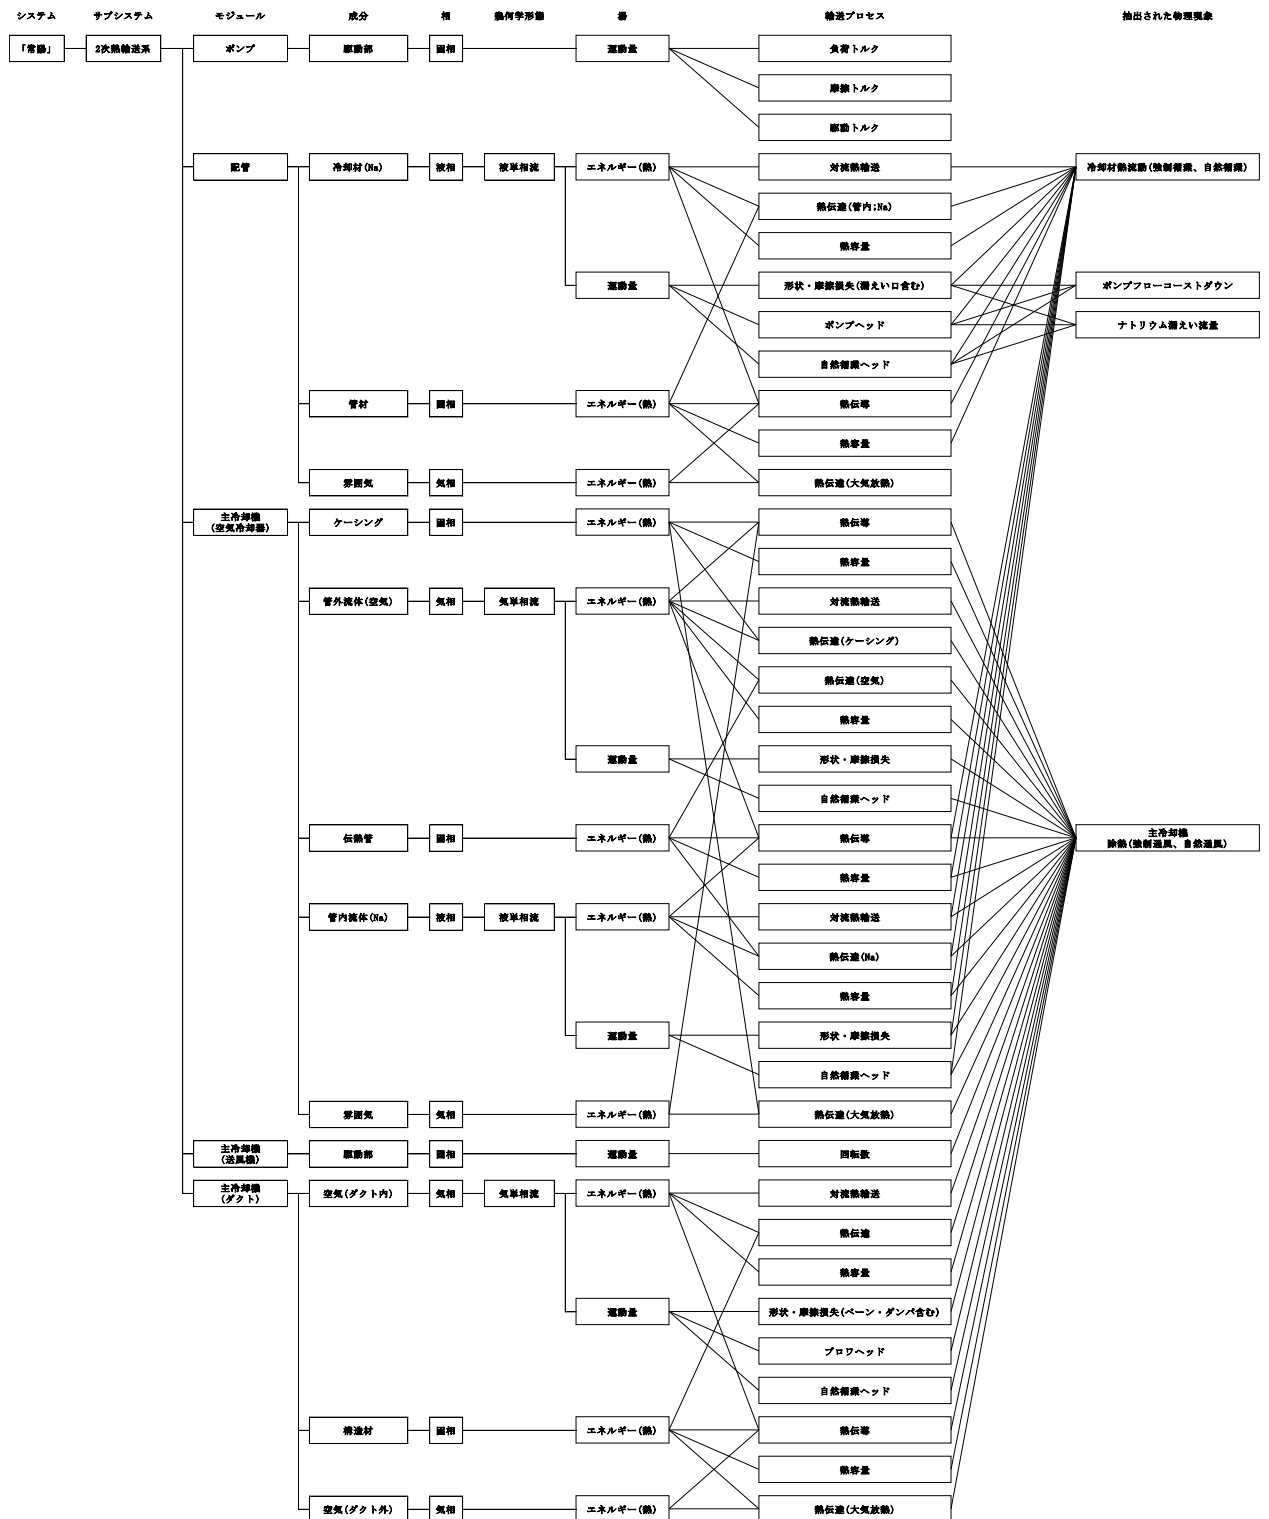 システム サブシステム モジュール 成分 相 幾何学形態 場 輸送プロセス 抽出された物理現象
「常陽」 2次熱輸送系 ポンプ 駆動部 固相 運動量 負荷トルク
摩擦トルク
駆動トルク
配管 冷却材(Na) 液相 液単相流 エネルギー(熱) 対流熱輸送 冷却材熱流動(強制循環、自然循環)
熱伝達(管内;Na)
熱容量
運動量 形状・摩擦損失(漏えい口含む) ポンプフローコーストダウン
ポンプヘッド ナトリウム漏えい流量
自然循環ヘッド
管材 固相 エネルギー(熱) 熱伝導
熱容量
雰囲気 気相 エネルギー(熱) 熱伝達(大気放熱)
主冷却機
(空気冷却器) ケーシング 固相 エネルギー(熱) 熱伝導
熱容量
管外流体(空気) 気相 気単相流 エネルギー(熱) 対流熱輸送
熱伝達(ケーシング)
熱伝達(空気)
熱容量
運動量 形状・摩擦損失
自然循環ヘッド
伝熱管 固相 エネルギー(熱) 熱伝導 主冷却機
除熱(強制通風、自然通風)
熱容量
管内流体(Na) 液相 液単相流 エネルギー(熱) 対流熱輸送
熱伝達(Na)
熱容量
運動量 形状・摩擦損失
自然循環ヘッド
雰囲気 気相 エネルギー(熱) 熱伝達(大気放熱)
主冷却機
(送風機) 駆動部 固相 運動量 回転数
主冷却機
(ダクト) 空気(ダクト内) 気相 気単相流 エネルギー(熱) 対流熱輸送
熱伝達
熱容量
運動量 形状・摩擦損失(ベーン・ダンパ含む)
ブロワヘッド
自然循環ヘッド
構造材 固相 エネルギー(熱) 熱伝導
熱容量
空気(ダクト外) 気相 エネルギー(熱) 熱伝達(大気放熱)